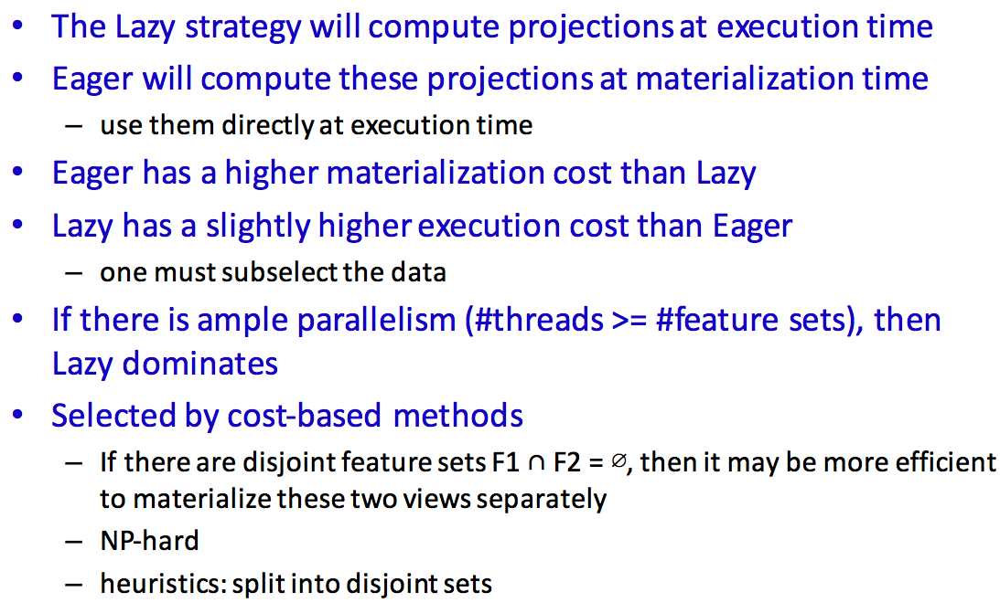 • The Lazy strategy will compute projections at execution time
• Eager will compute these projections at materialization time
– use them directly at execution time
• Eager has a higher materialization cost than Lazy
• Lazy has a slightly higher execution cost than Eager
– one must subselect the data
• If there is ample parallelism (#threads >= #feature sets), then
Lazy dominates
• Selected by cost-based methods
– If there are disjoint feature sets F1 ∩ F2 = ∅, then it may be more efficient
to materialize these two views separately
– NP-hard
– heuristics: split into disjoint sets